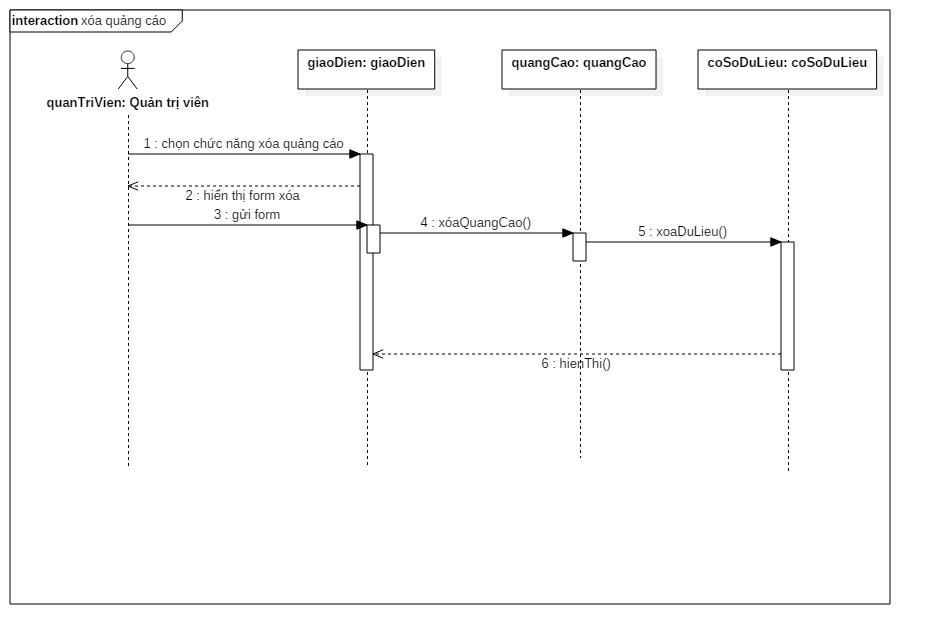 interaction xóa quảng cáo
giaoDien: giaoDien
quangCao: quangCao
coSoDuLieu: coSoDuLieu
quanTriVien: Quản trị viên
1 : chọn chức năng xóa quảng cáo
2 : hiển thị form xóa
3 : gửi form
4 : xóaQuangCao()
5 : xoaDuLieu()
6 : hienThi()